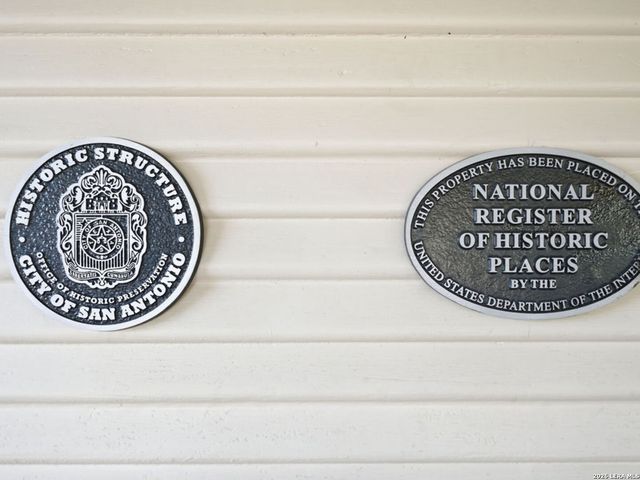 HISTORIC STRUCTURE
OFFICE OF HISTORIC PRESERVATION
CITY OF SAN ANTONIO
THIS PROPERTY HAS BEEN PLACED ON
NATIONAL
REGISTER
OF HISTORIC
PLACES
BY THE
UNITED STATES DEPARTMENT OF THE
2026 LERA MLS